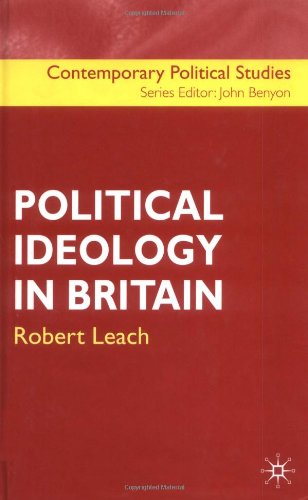 Contemporary Political Studies
Series Editor: John Benyon
POLITICAL
IDEOLOGY
IN BRITAIN
Robert Leach